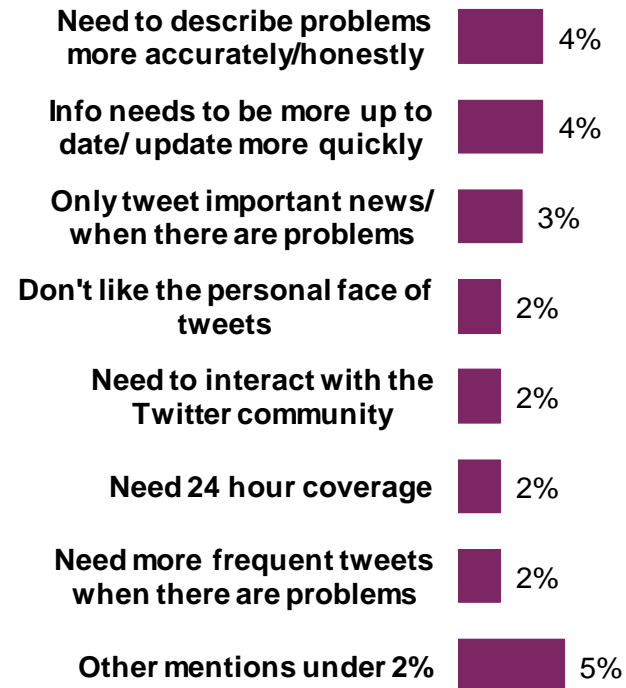 Need to describe problems
more accurately/honestly
4%
Info needs to be more up to
date/ update more quickly
4%
Only tweet important news/
when there are problems
3%
Don't like the personal face of
tweets
2%
Need to interact with the
Twitter community
2%
Need 24 hour coverage
2%
Need more frequent tweets
when there are problems
2%
Other mentions under 2%
5%